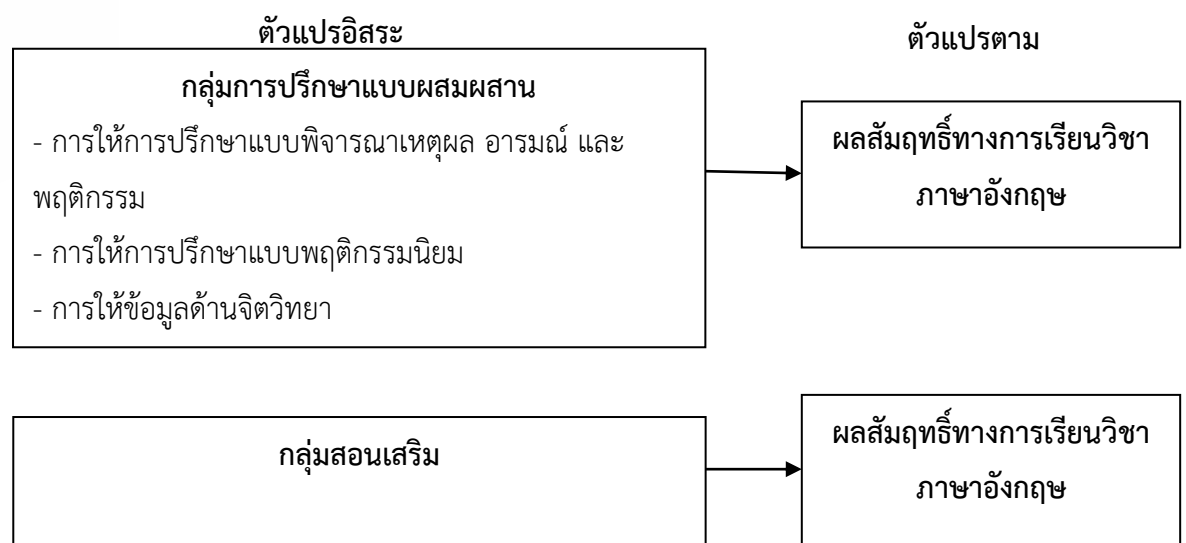 ตัวแปรอิสระ
ตัวแปรตาม
กลุ่มการปรึกษาแบบผสมผสาน
- การให้การปรึกษาแบบพิจารณาเหตุผล อารมณ์ และ
พฤติกรรม
- การให้การปรึกษาแบบพฤติกรรมนิยม
- การให้ข้อมูลด้านจิตวิทยา
ผลสัมฤทธิ์ทางการเรียนวิชา
ภาษาอังกฤษ
กลุ่มสอนเสริม
ผลสัมฤทธิ์ทางการเรียนวิชา
ภาษาอังกฤษ